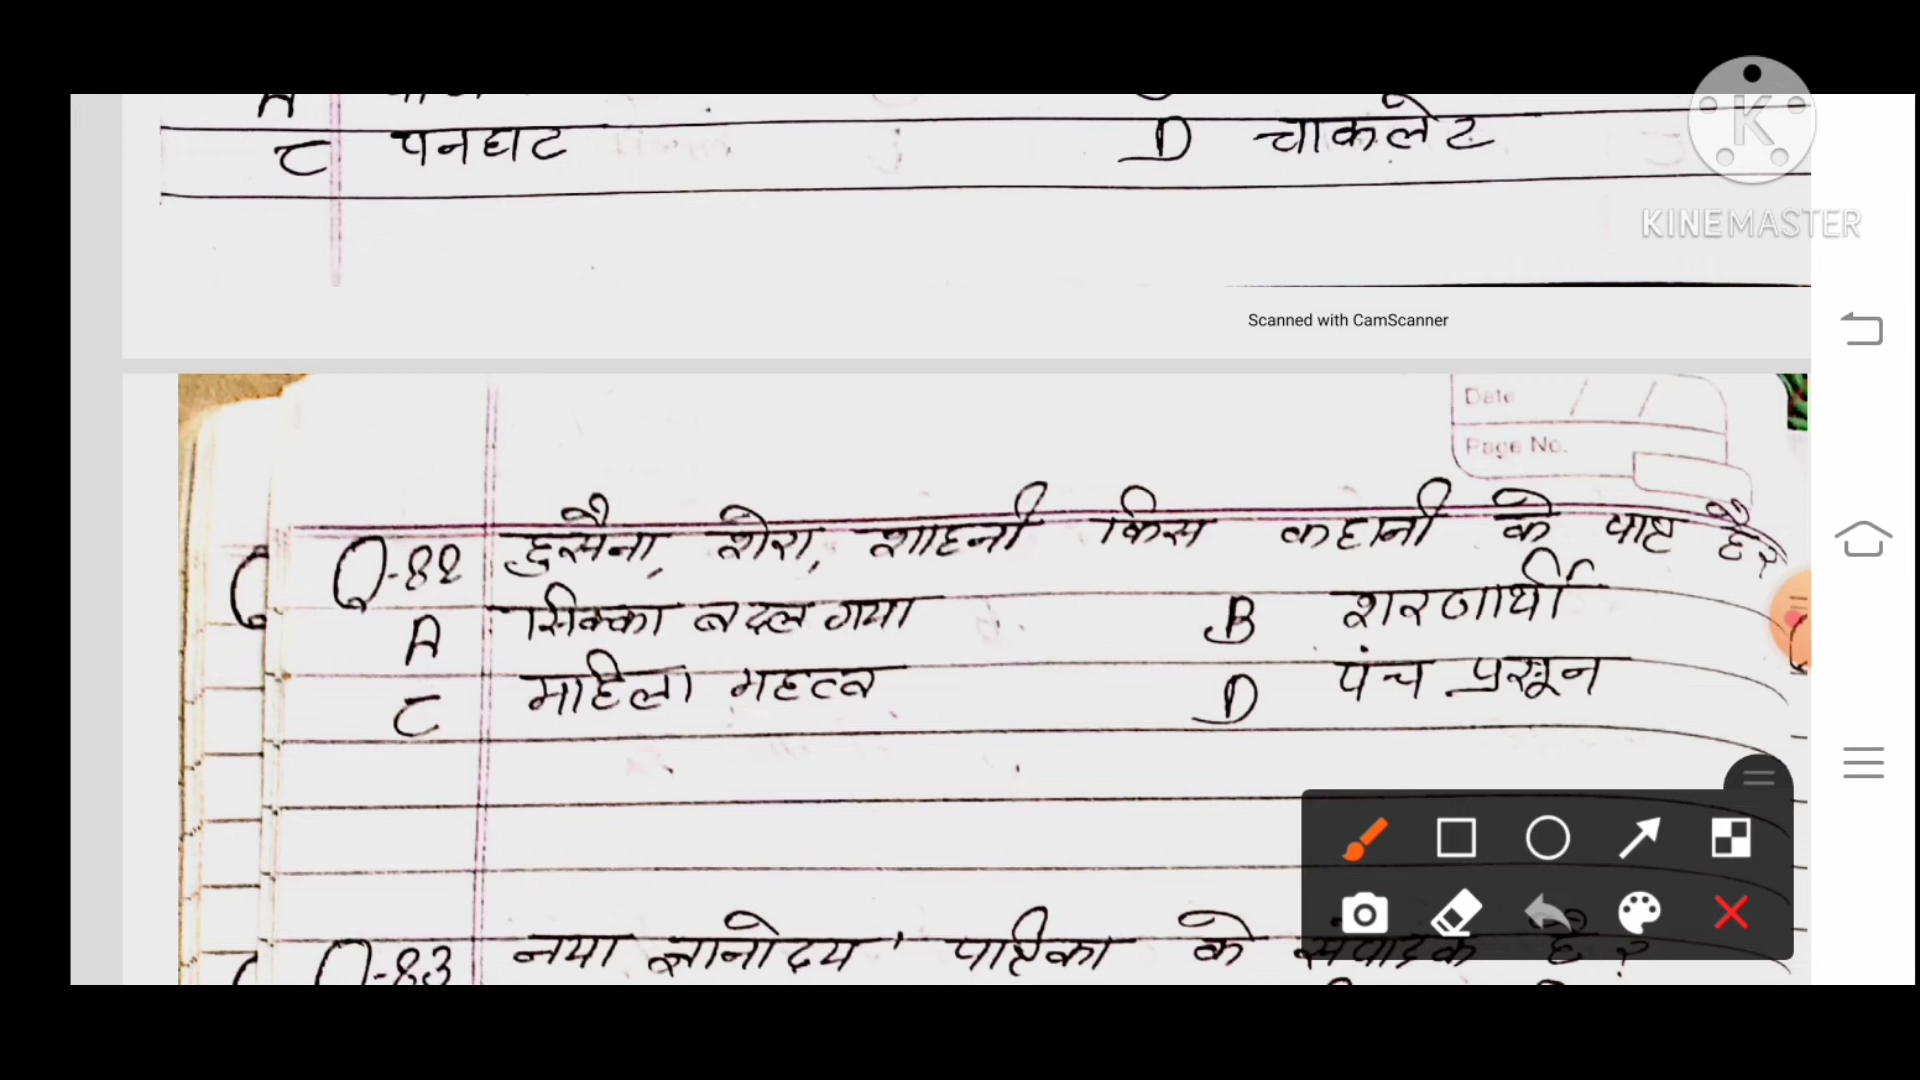 A
C पनघट D चाकलेट
K
KINEMASTER
Scanned with CamScanner
Date / /
Page No.
Q-82 हुसैना, शेरा, शाहनी किस कहानी के पात्र है?
A सिक्का बदल गया B शरणार्थी
C महिला महत्व D पंच प्रसून
Q-83 नया ज्ञानोदय' पत्रिका के संपादक है?